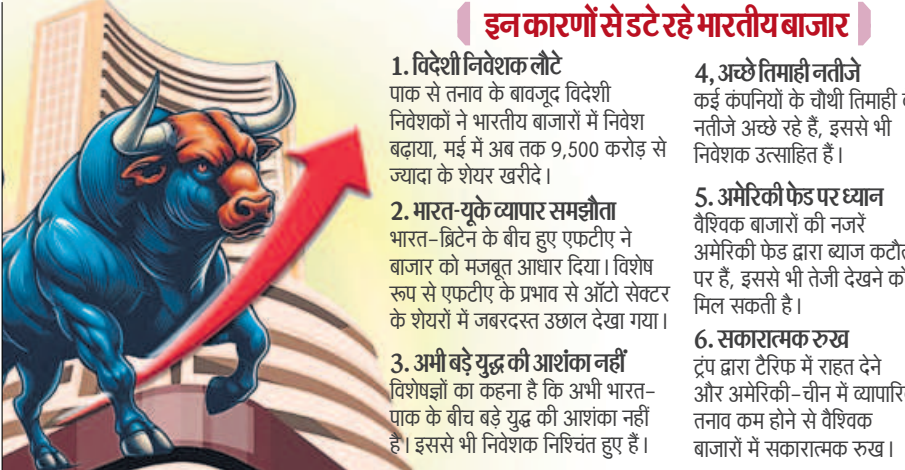 इन कारणों से डटे रहे भारतीय बाजार
1. विदेशी निवेशक लौटे
पाक से तनाव के बावजूद विदेशी
निवेशकों ने भारतीय बाजारों में निवेश
बढ़ाया, मई में अब तक 9,500 करोड़ से
ज्यादा के शेयर खरीदे।
2. भारत-यूके व्यापार समझौता
भारत-ब्रिटेन के बीच हुए एफटीए ने
बाजार को मजबूत आधार दिया। विशेष
रूप से एफटीए के प्रभाव से ऑटो सेक्टर
के शेयरों में जबरदस्त उछाल देखा गया।
3. अभी बड़े युद्ध की आशंका नहीं
विशेषज्ञों का कहना है कि अभी भारत-
पाक के बीच बड़े युद्ध की आशंका नहीं
है। इससे भी निवेशक निश्चिंत हुए हैं।
4, अच्छे तिमाही नतीजे
कई कंपनियों के चौथी तिमाही
नतीजे अच्छे रहे हैं, इससे भी
निवेशक उत्साहित हैं।
5. अमेरिकी फेड पर ध्यान
वैश्विक बाजारों की नजरें
अमेरिकी फेड द्वारा ब्याज
पर हैं, इससे भी तेजी देखने को
मिल सकती है।
6. सकारात्मक रुख
ट्रंप द्वारा टैरिफ में राहत देने
और अमेरिकी-चीन में
तनाव कम होने से वैश्विक
बाजारों में सकारात्मक रुख।